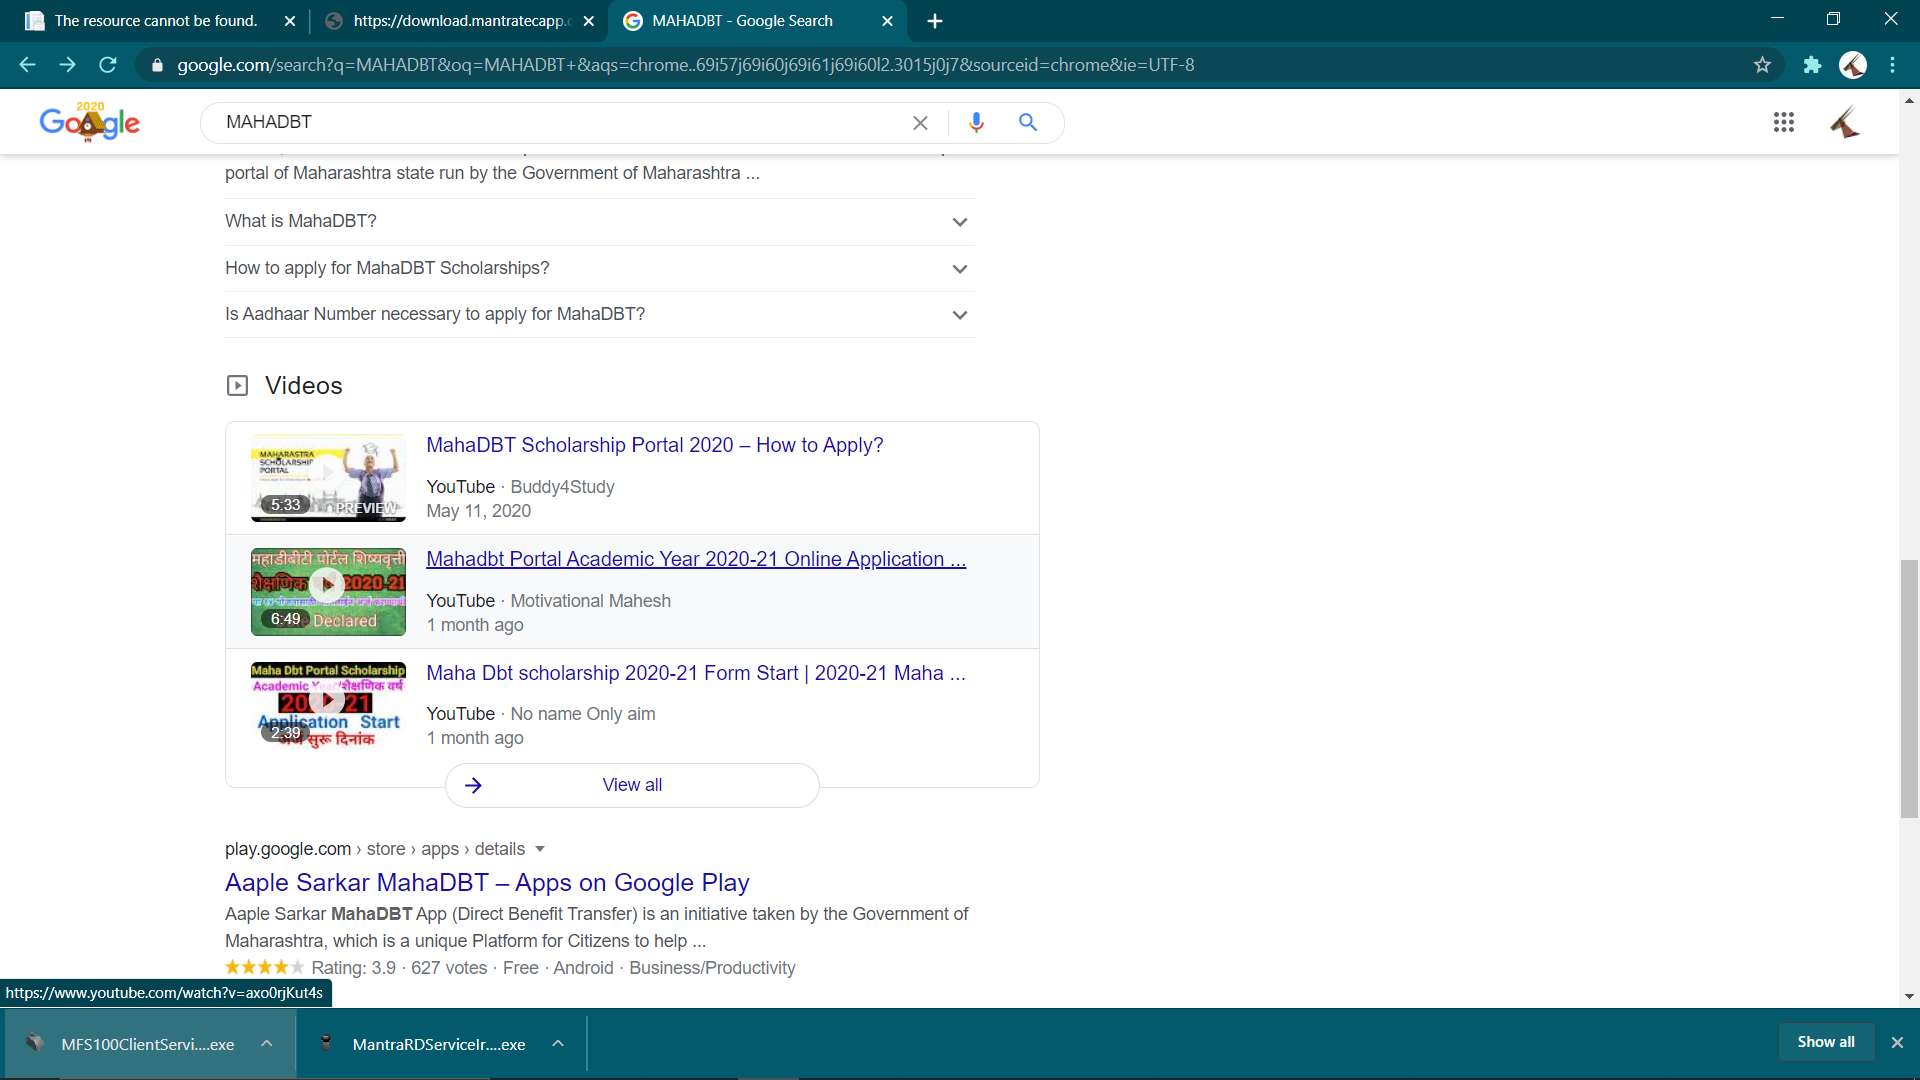 The resource cannot be found.
https://download.mantratecapp.c
MAHADBT - Google Search
google.com/search?q=MAHADBT&oq=MAHADBT+&aqs=chrome..69i57j69i60j69i61j69i60l2.3015j0j7&sourceid=chrome&ie=UTF-8
2020
Google
MAHADBT
portal of Maharashtra state run by the Government of Maharashtra ...
What is MahaDBT?
How to apply for MahaDBT Scholarships?
Is Aadhaar Number necessary to apply for MahaDBT?
Videos
MAHARASTRA
SCHOLARSHIP
PORTAL
5:33
PREVIEW
MahaDBT Scholarship Portal 2020 – How to Apply?
YouTube · Buddy4Study
May 11, 2020
महाडीबीटी पोर्टल शिष्यवृत्ती
2020-21
6:49
Declared
Mahadbt Portal Academic Year 2020-21 Online Application ...
YouTube · Motivational Mahesh
1 month ago
Maha Dbt Portal Scholarship
Academic Year/शैक्षणिक वर्ष
Application Start
2:39
अर्ज सुरू दिनांक
Maha Dbt scholarship 2020-21 Form Start | 2020-21 Maha ...
YouTube · No name Only aim
1 month ago
View all
play.google.com › store › apps › details
Aaple Sarkar MahaDBT – Apps on Google Play
Aaple Sarkar MahaDBT App (Direct Benefit Transfer) is an initiative taken by the Government of
Maharashtra, which is a unique Platform for Citizens to help ...
Rating: 3.9 · 627 votes · Free · Android · Business/Productivity
https://www.youtube.com/watch?v=axo0rjKut4s
MFS100ClientServi....exe
MantraRDServiceIr....exe
Show all